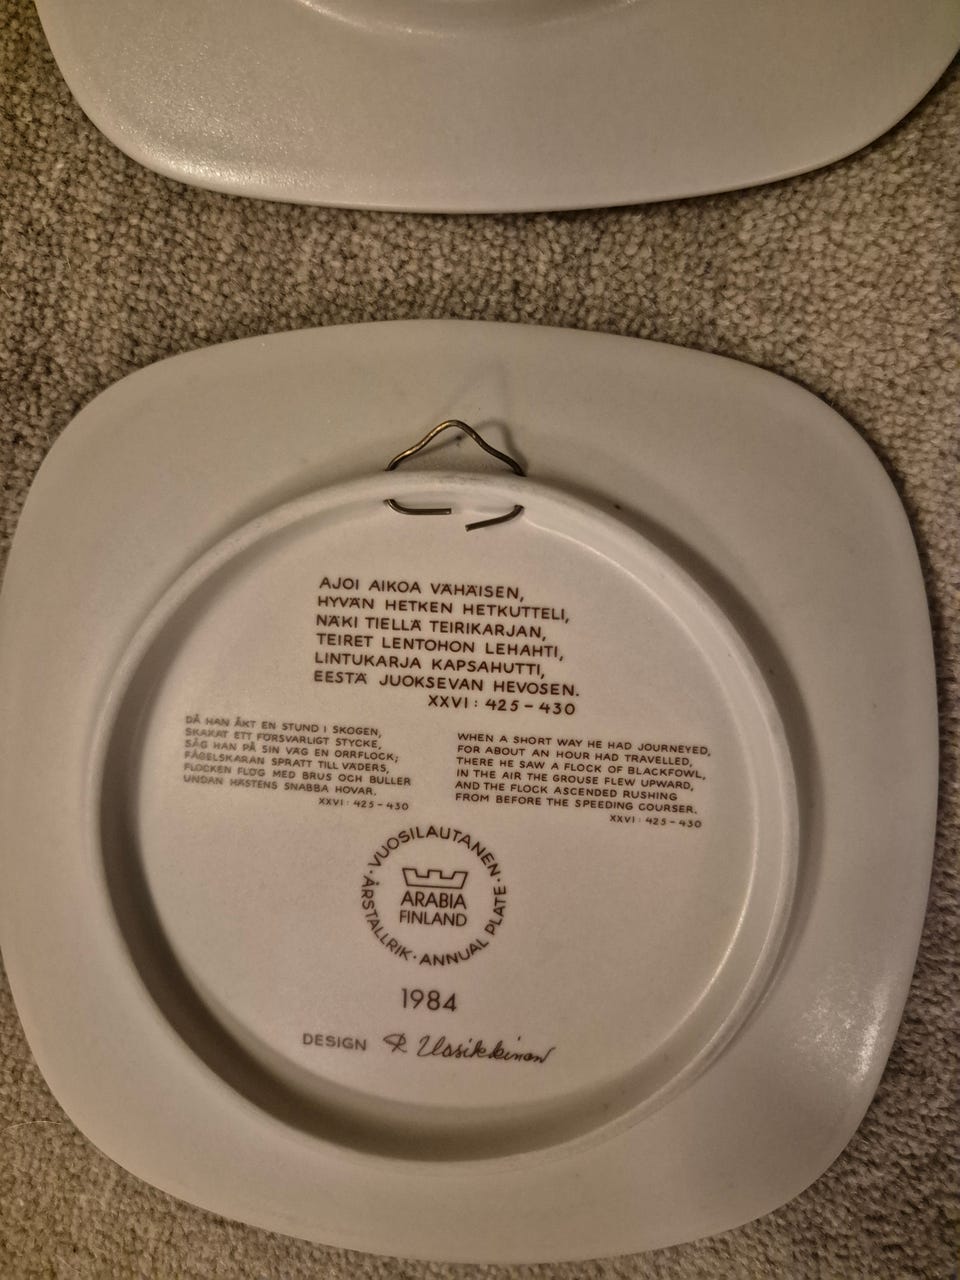 AJOI AIKOA VÄHÄISEN,
HYVÄN HETKEN HETKUTTELI,
NÄKI TIELLÄ TEIRIKARJAN,
TEIRET LENTOHON LEHAHTI,
LINTUKARJA KAPSAHUTTI,
EESTÄ JUOKSEVAN HEVOSEN.
XXVI: 425-430
DÅ HAN ÅKT EN STUND I SKOGEN,
SKAKAT ETT FÖRSVARLIGT STYCKE,
SÅG HAN PÅ SIN VÄG EN ORRFLOCK;
FÅGELSKARAN SPRATT TILL VÄDERS,
FLOCKEN FLÖG MED BRUS OCH BULLER
UNDAN HÄSTENS SNABBA HOVAR.
XXVI: 425-430
WHEN A SHORT WAY HE HAD JOURNEYED,
FOR ABOUT AN HOUR HAD TRAVELLED,
THERE HE SAW A FLOCK OF BLACKFOWL,
IN THE AIR THE GROUSE FLEW UPWARD,
AND THE FLOCK ASCENDED RUSHING
FROM BEFORE THE SPEEDING COURSER.
XXVI: 425-430
·VUOSILAUTANEN·
ARABIA
FINLAND
ÅRSTALLRIK·ANNUAL PLATE
1984
DESIGN R Uosikkinen